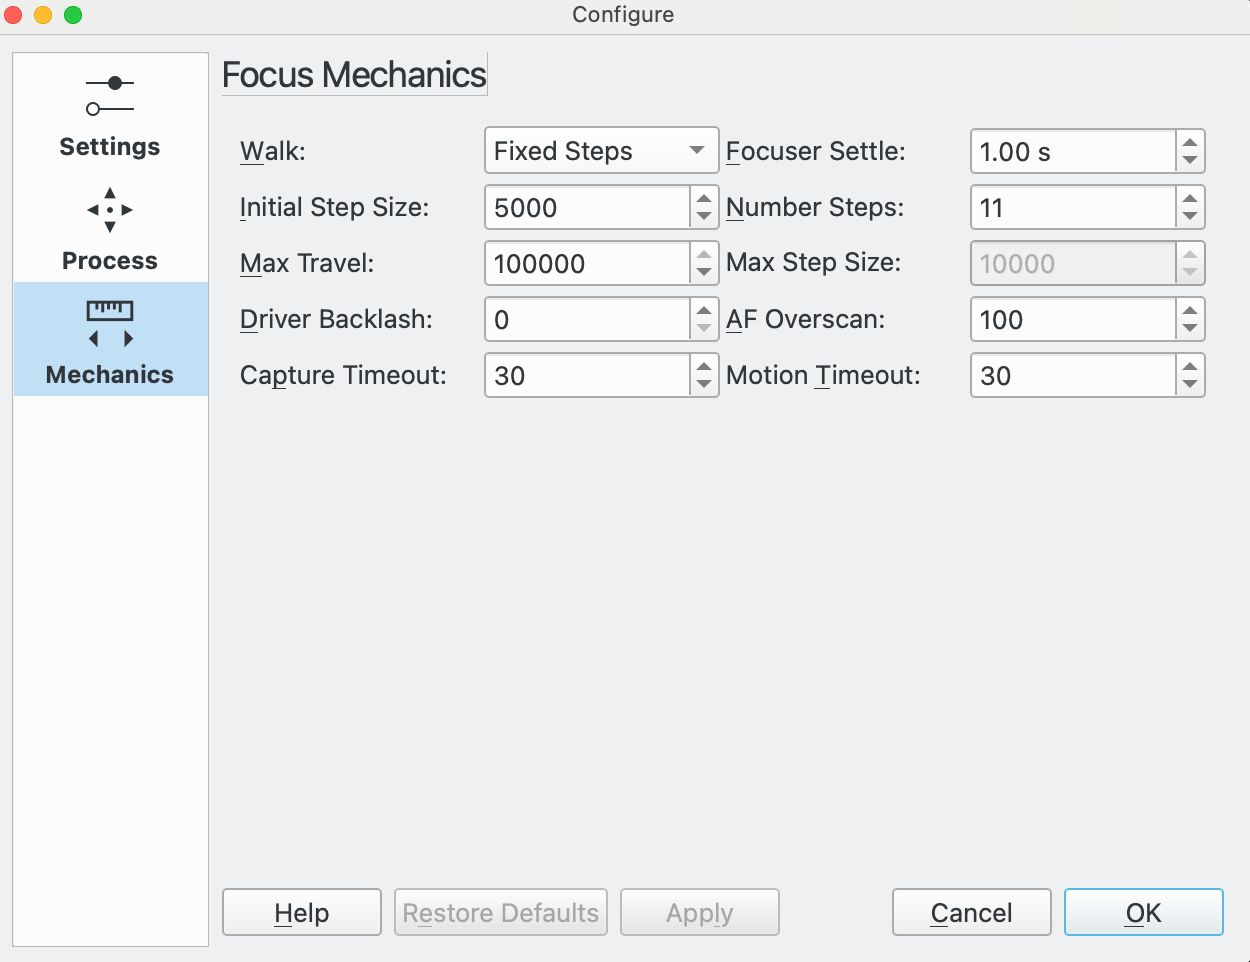 Configure
Settings
Process
Mechanics
Focus Mechanics
Walk: Fixed Steps Focuser Settle: 1.00 s
Initial Step Size: 5000 Number Steps: 11
Max Travel: 100000 Max Step Size: 10000
Driver Backlash: 0 AF Overscan: 100
Capture Timeout: 30 Motion Timeout: 30
Help Restore Defaults Apply Cancel OK